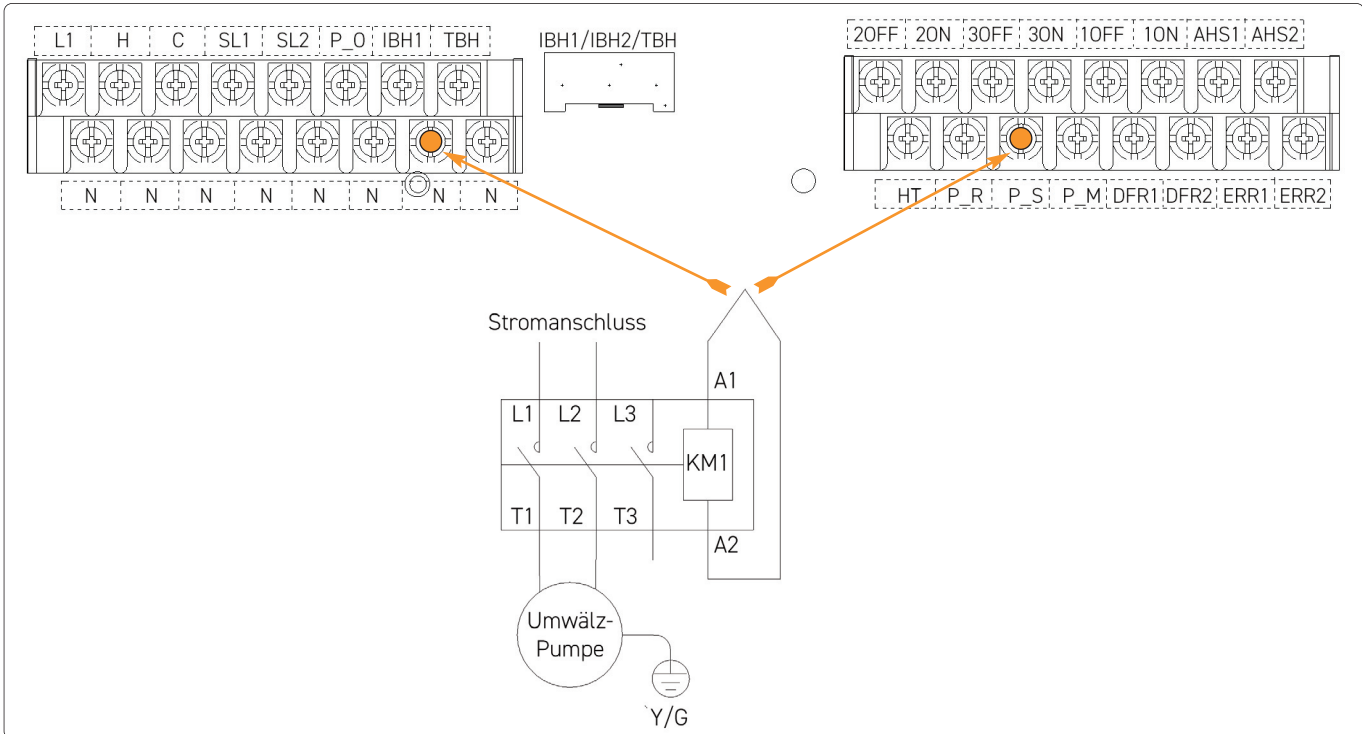 L1 H C SL1 SL2 P_O IBH1 TBH
IBH1/IBH2/TBH
2OFF 2ON 3OFF 3ON 1OFF 1ON AHS1 AHS2
N N N N N N N N
HT P_R P_S P_M DFR1 DFR2 ERR1 ERR2
Stromanschluss
A1
L1 L2 L3
KM1
T1 T2 T3
A2
Umwälz-
Pumpe
`Y/G